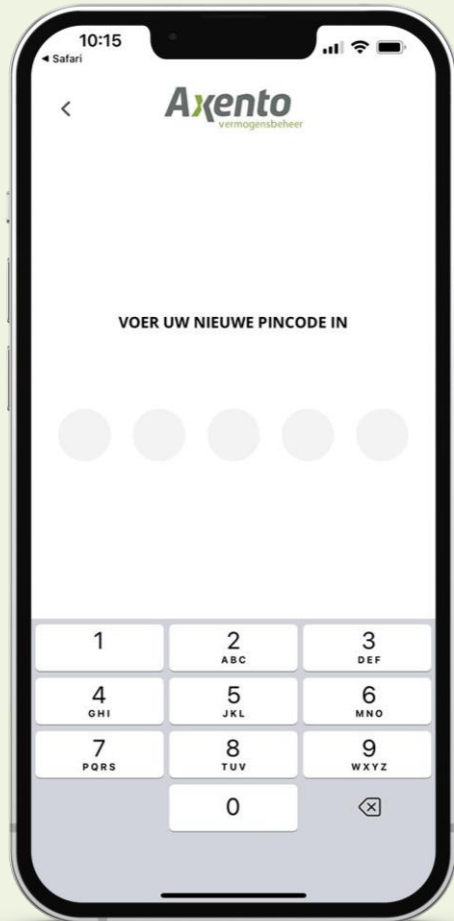 10:15
◀ Safari
Axento
vermogensbeheer
VOER UW NIEUWE PINCODE IN
1
2
ABC
3
DEF
4
GHI
5
JKL
6
MNO
7
PQRS
8
TUV
9
WXYZ
0